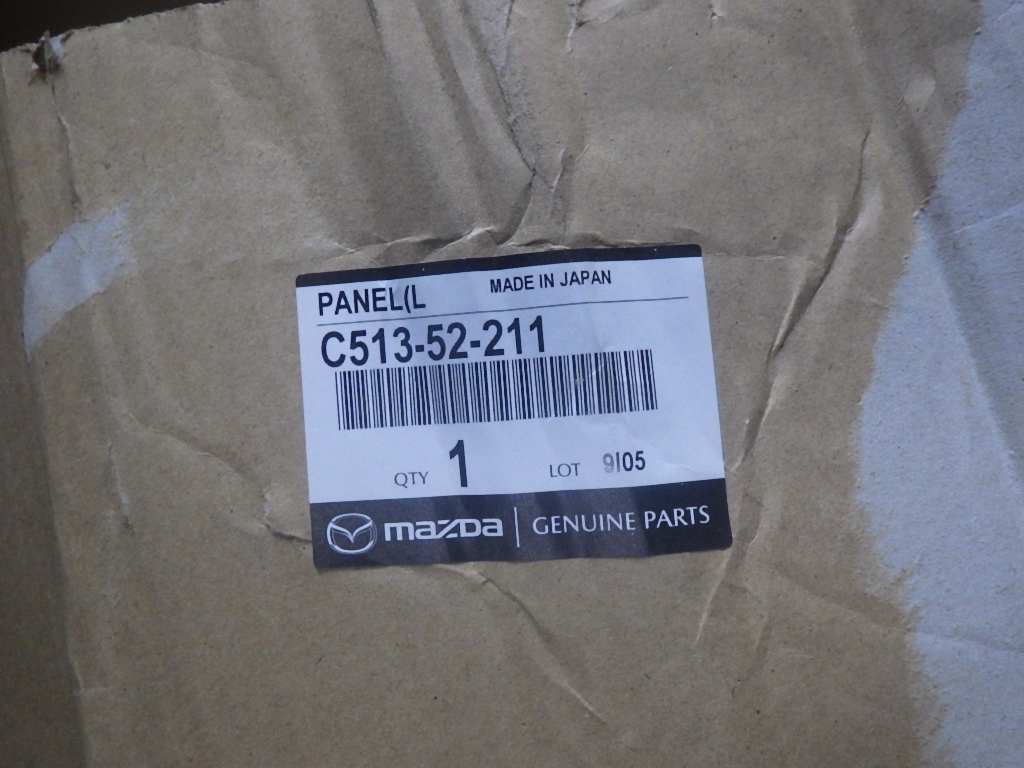 PANEL(L MADE IN JAPAN
C513-52-211
QTY 1 LOT 9I05
mazda GENUINE PARTS